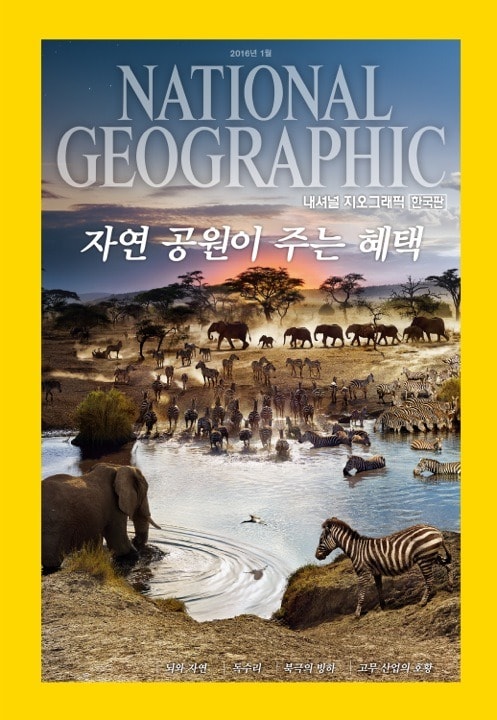 2016년 1월
NATIONAL
GEOGRAPHIC
내셔널 지오그래픽 한국판
자연 공원이 주는 혜택
뇌와 자연 | 독수리 | 북극의 빙하 | 고무 산업의 호황